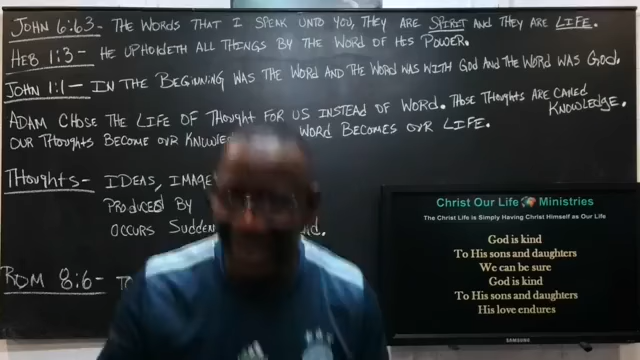 JOHN 6:63- THE WORDS THAT I SPEAK UNTO YOU, THEY ARE SPIRIT AND THEY ARE LIFE.
HEB 1:3- HE UPHOLDETH ALL THINGS BY THE WORD OF HIS POWER.
JOHN 1:1- IN THE BEGINNING WAS THE WORD AND THE WORD WAS WITH GOD AND THE WORD WAS GOD.
ADAM CHOSE THE LIFE OF THOUGHT FOR US INSTEAD OF WORD. THOSE THOUGHTS ARE CALLED KNOWLEDGE.
OUR THOUGHTS BECOME OUR WORD BECOMES OUR LIFE.
THOUGHTS- IDEAS,
PRODUCED BY
OCCURS
ROM 8:6-
Christ Our Life Ministries
The Christ Life is Simply Having Christ Himself as Our Life
God is kind
To His sons and daughters
We can be sure
God is kind
To His sons and daughters
His love endures
SAMSUNG